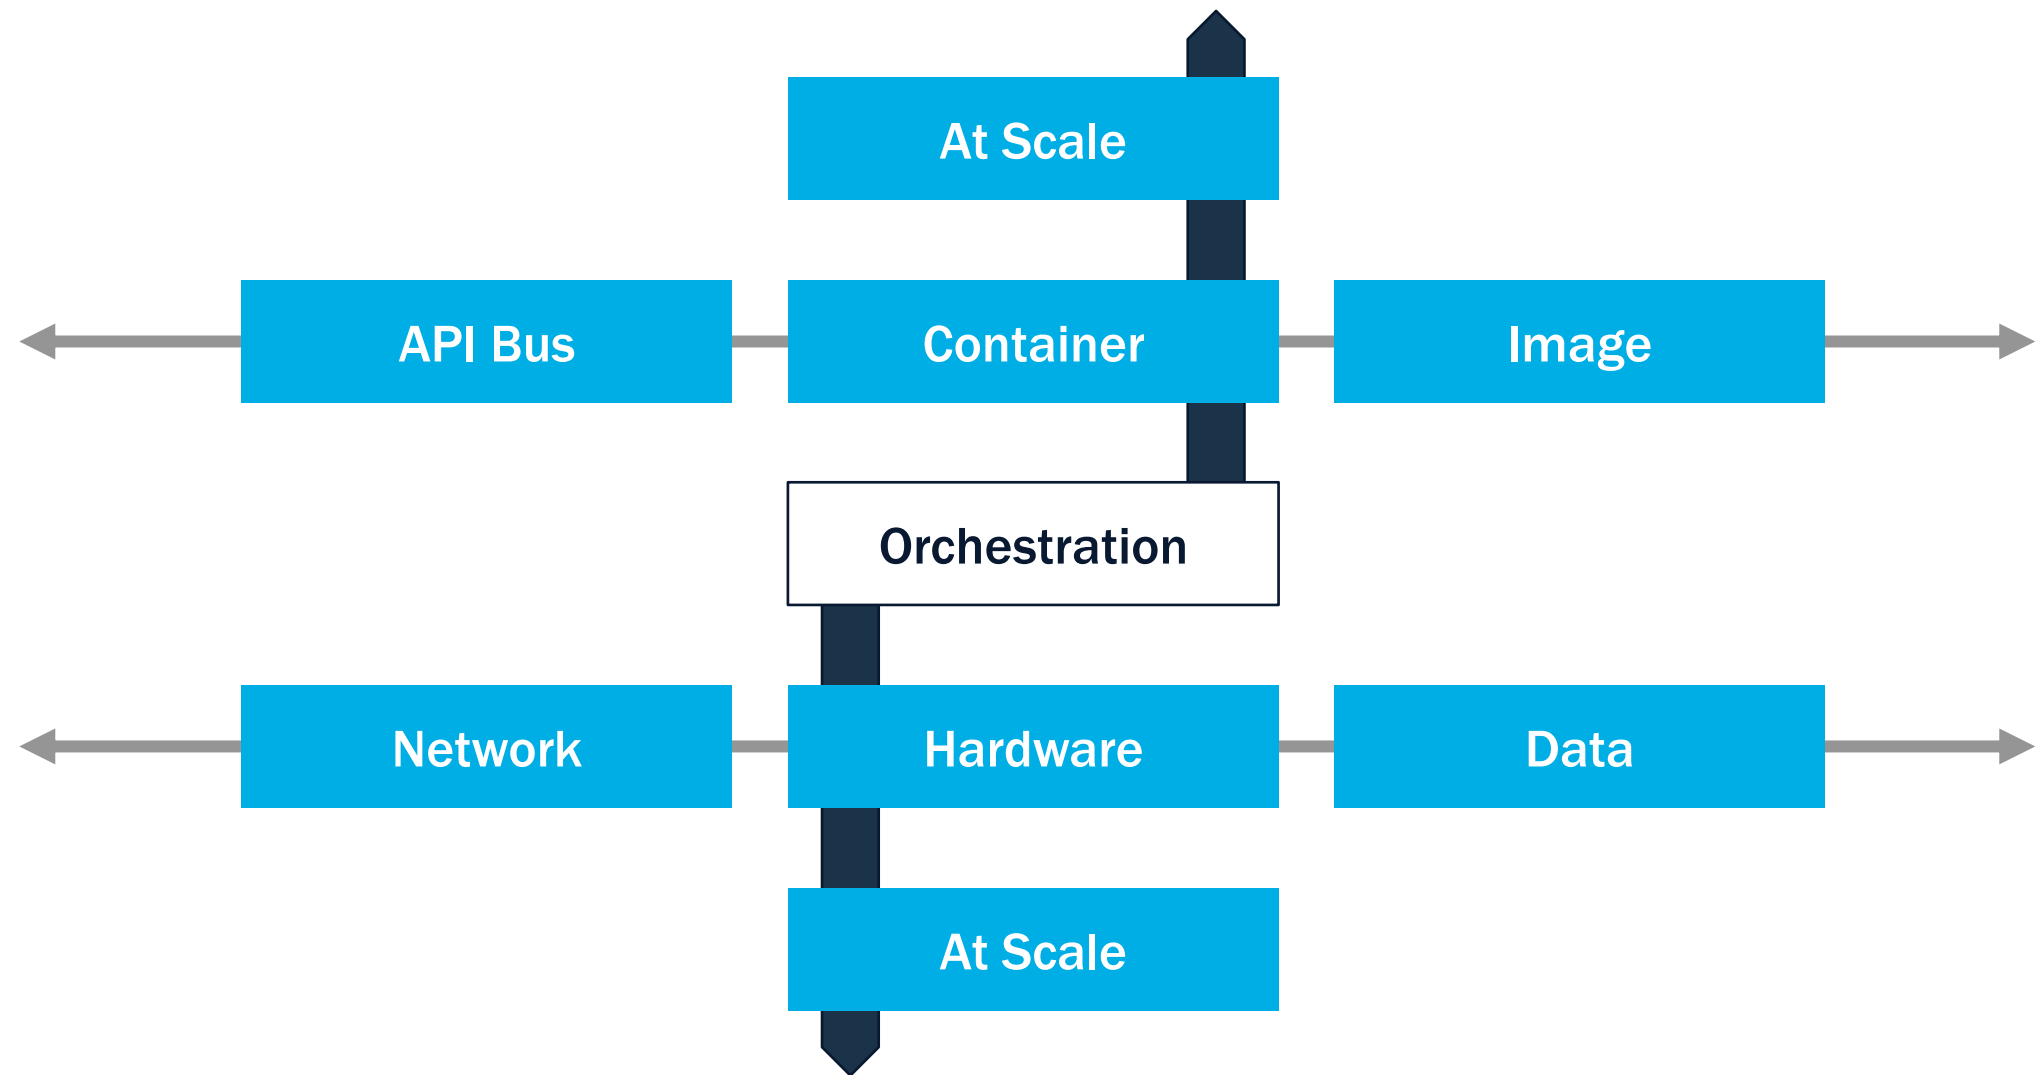 At Scale
API Bus
Container
Image
Orchestration
Network
Hardware
Data
At Scale